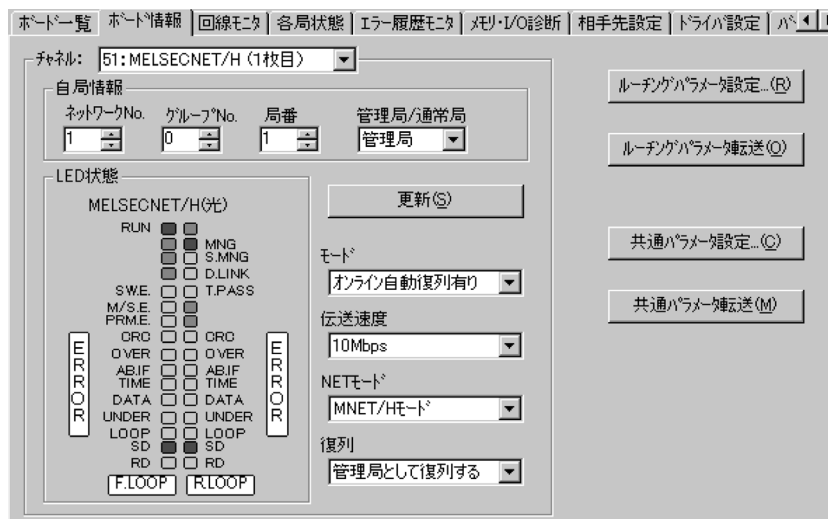 ボード一覧 ボード情報 回線モニタ 各局状態 エラー履歴モニタ メモリ・I/O診断 相手先設定 ドライバ設定
チャネル: 51:MELSECNET/H (1枚目)
自局情報
ネットワークNo. グループNo. 局番 管理局/通常局
1 0 1 管理局
ルーチングパラメータ設定...(R)
ルーチングパラメータ転送(O)
共通パラメータ設定...(C)
共通パラメータ転送(M)
LED状態
MELSECNET/H(光)
RUN
MNG
S.MNG
D.LINK
SW.E. T.PASS
M/S.E.
PRM.E.
CRC CRC
OVER OVER
AB.IF AB.IF
TIME TIME
DATA DATA
UNDER UNDER
LOOP LOOP
SD SD
RD RD
ERROR ERROR
F.LOOP R.LOOP
更新(S)
モード
オンライン自動復列有り
伝送速度
10Mbps
NETモード
MNET/Hモード
復列
管理局として復列する